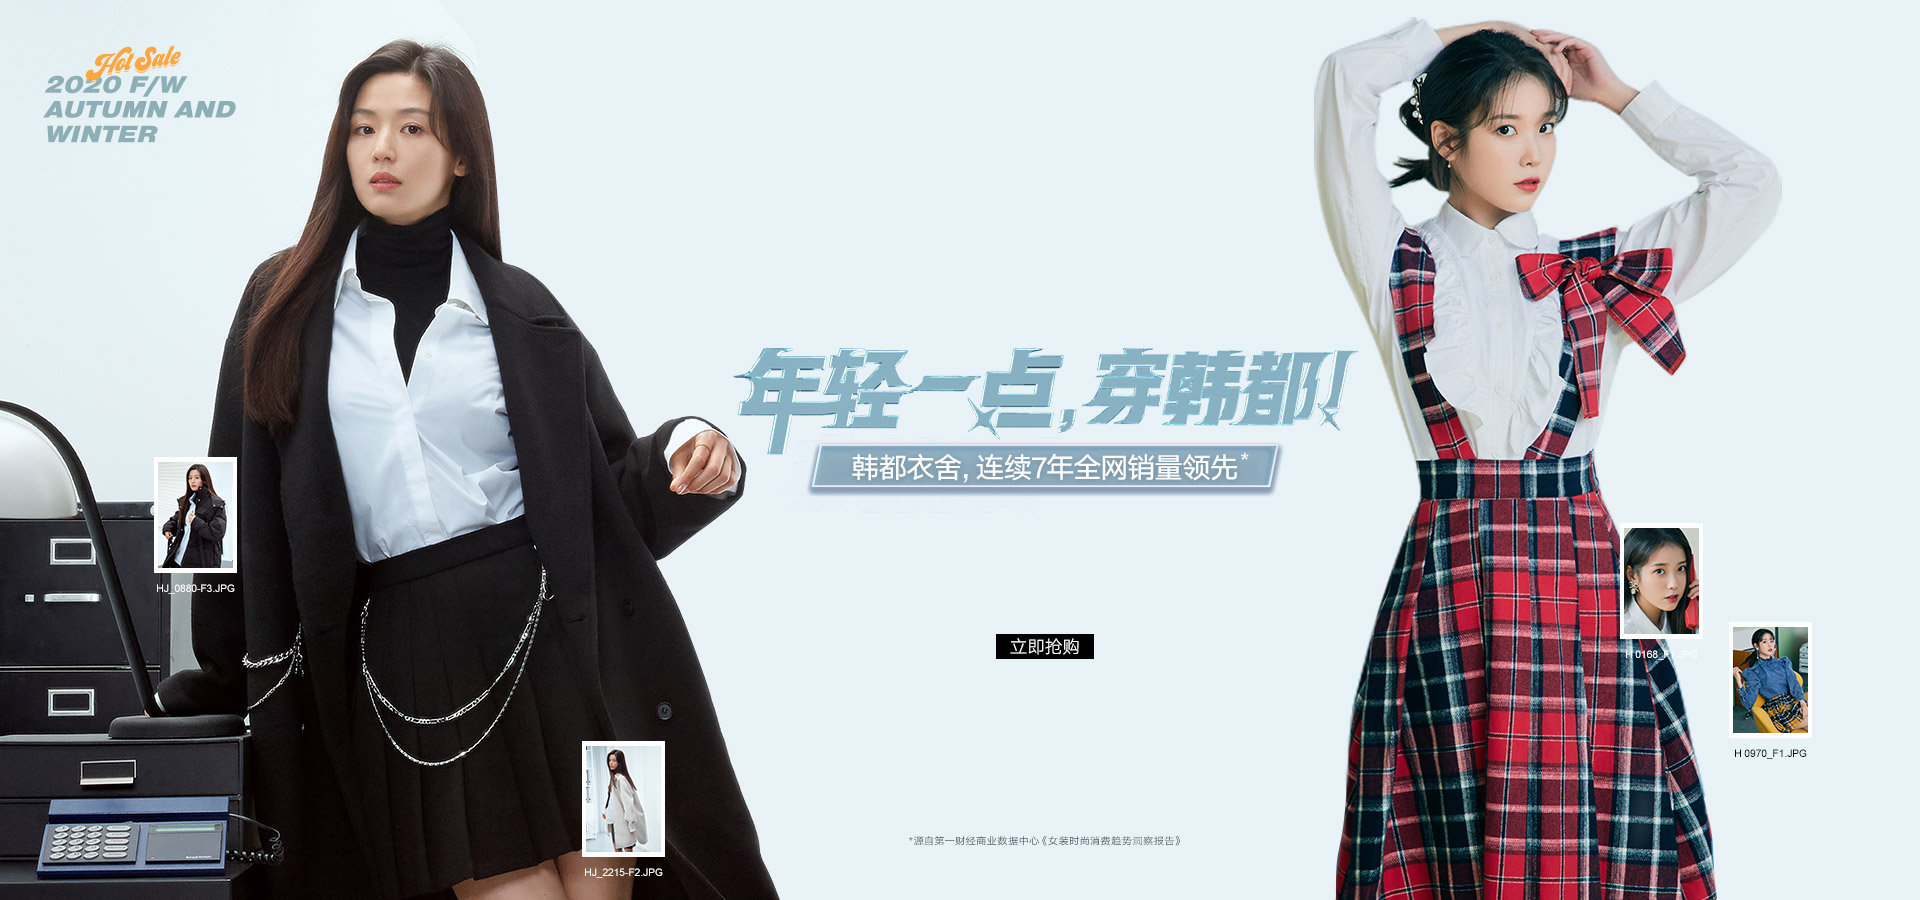 Hot Sale
2020 F/W
AUTUMN AND
WINTER
年轻一点,穿韩都!
韩都衣舍,连续7年全网销量领先*
HJ_0880-F3.JPG
立即抢购
H 0168_F1.JPG
H 0970_F1.JPG
*源自第一财经商业数据中心《女装时尚消费趋势洞察报告》
HJ_2215-F2.JPG